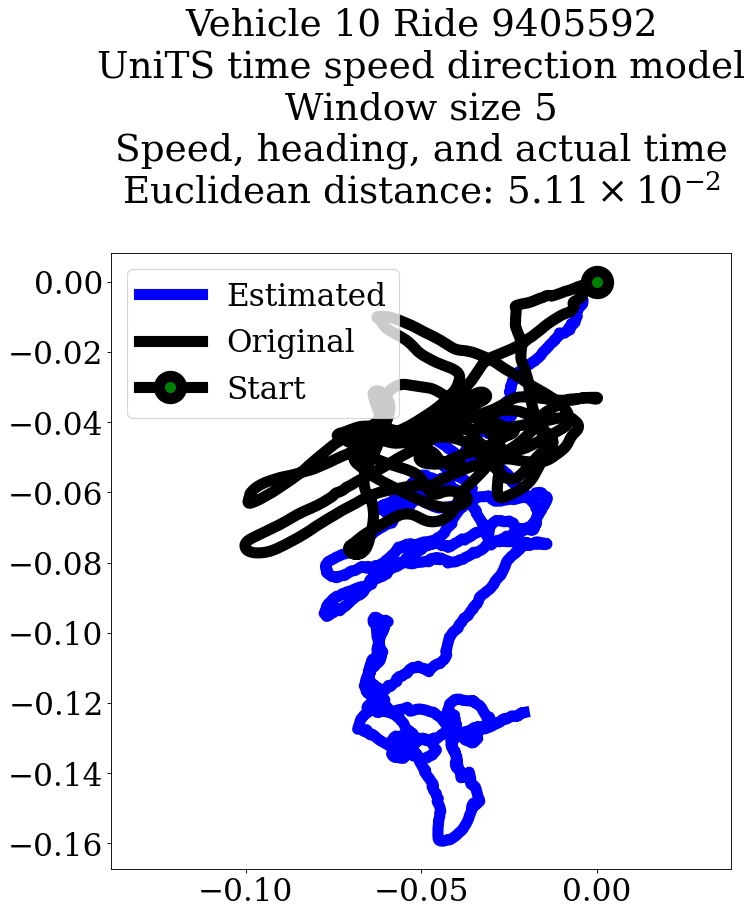 Vehicle 10 Ride 9405592
UniTS time speed direction model
Window size 5
Speed, heading, and actual time
Euclidean distance: 5.11 × 10⁻²
Estimated
Original
Start
0.00
−0.02
−0.04
−0.06
−0.08
−0.10
−0.12
−0.14
−0.16
−0.10
−0.05
0.00